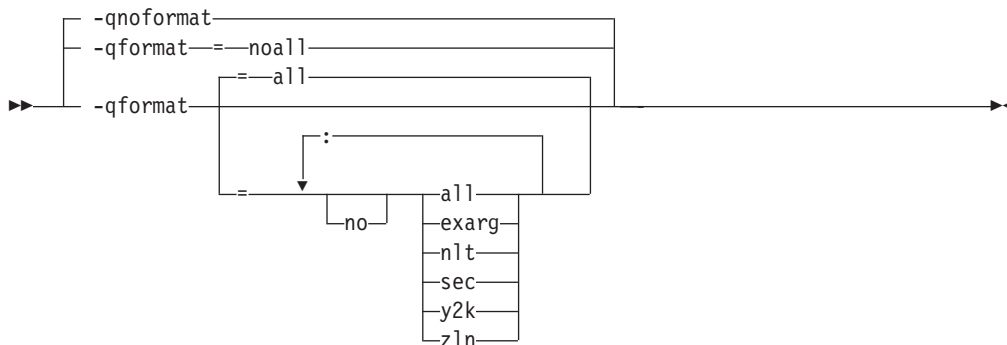 -qnoformat
-qformat = noall
= all
-qformat
:
= all
no exarg
nlt
sec
y2k
zln